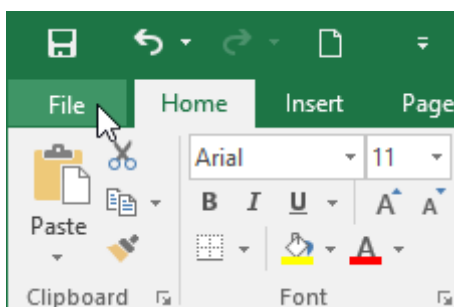 File Home Insert Page
Arial 11
B I U A A
Paste
A
Clipboard Font